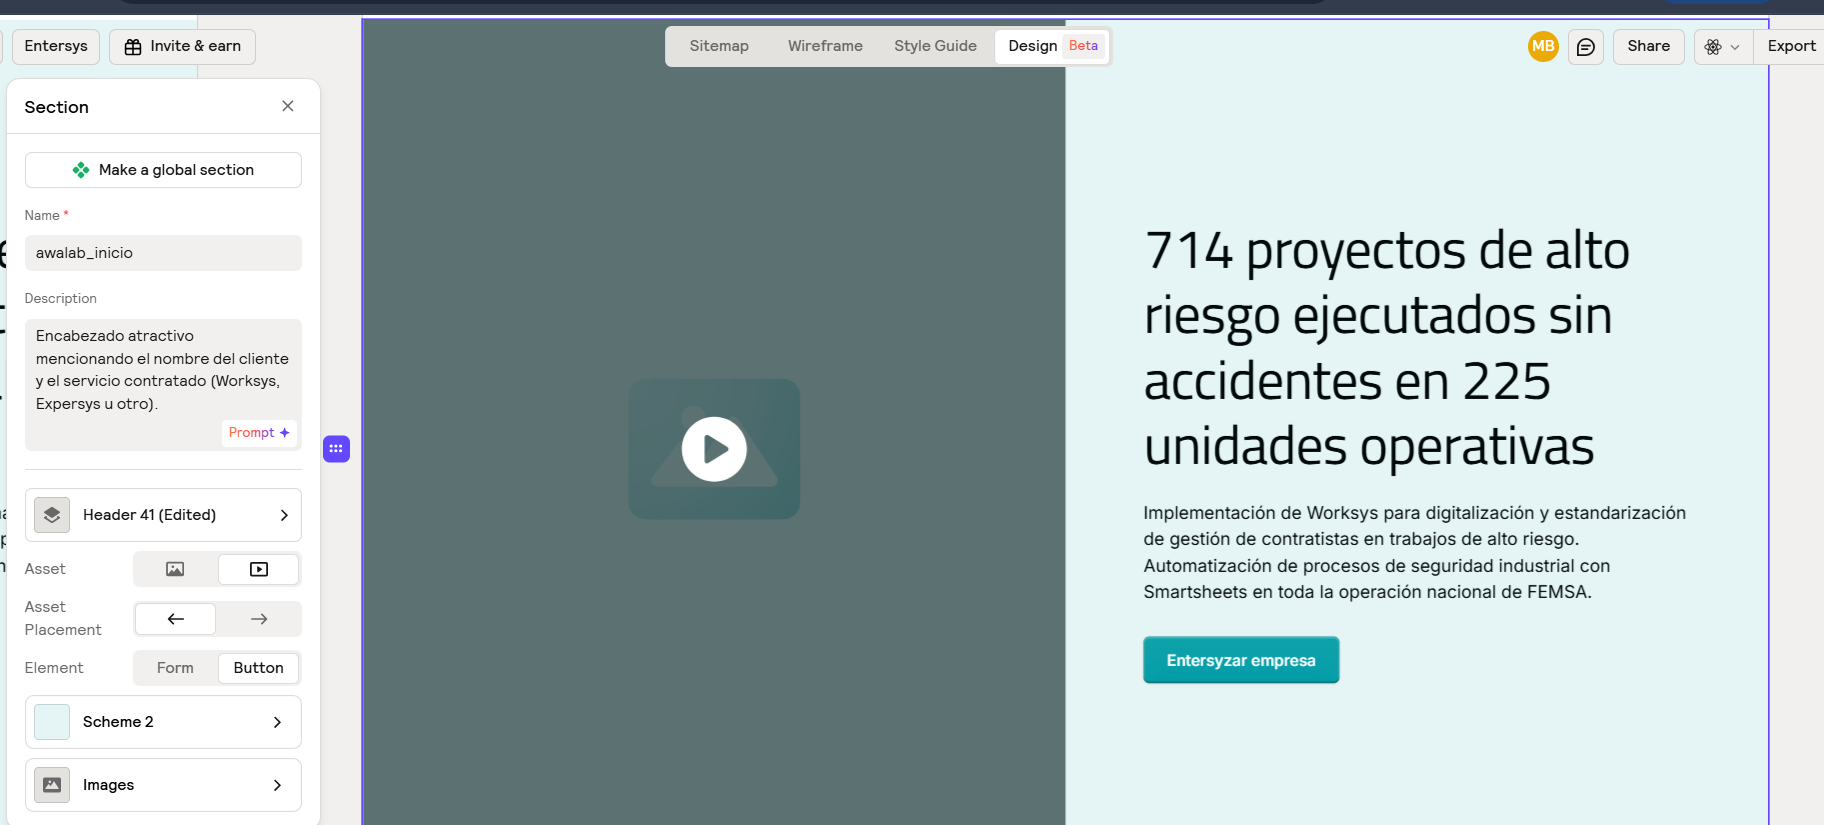 Entersys
Invite & earn
Sitemap
Wireframe
Style Guide
Design Beta
MB
Share
Export
Section
Make a global section
Name *
awalab_inicio
Description
Encabezado atractivo
mencionando el nombre del cliente
y el servicio contratado (Worksys,
Expersys u otro).
Prompt
Header 41 (Edited)
Asset
Asset
Placement
Element
Form
Button
Scheme 2
Images
714 proyectos de alto
riesgo ejecutados sin
accidentes en 225
unidades operativas
Implementación de Worksys para digitalización y estandarización
de gestión de contratistas en trabajos de alto riesgo.
Automatización de procesos de seguridad industrial con
Smartsheets en toda la operación nacional de FEMSA.
Entersyzar empresa